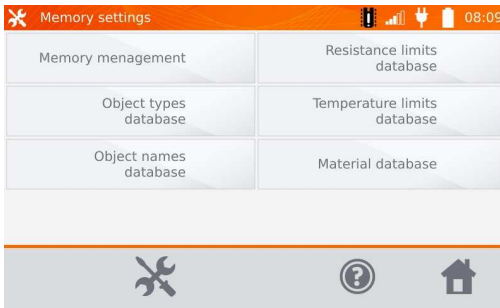 Memory settings
08:09
Memory menagement
Resistance limits
database
Object types
database
Temperature limits
database
Object names
database
Material database